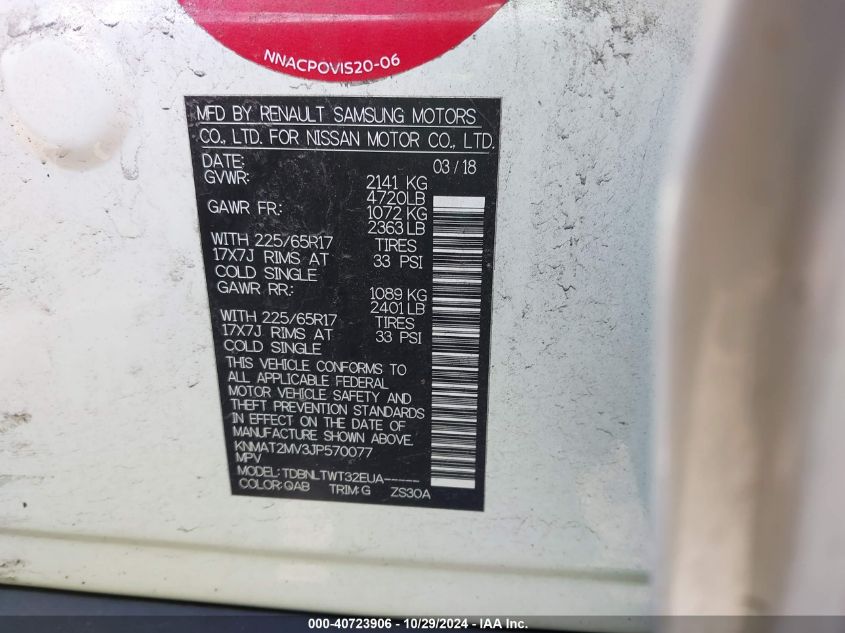 NNACPOVIS20-06
MFD BY RENAULT SAMSUNG MOTORS
CO., LTD. FOR NISSAN MOTOR CO., LTD.
DATE: 03/18
GVWR: 2141 KG
4720LB
GAWR FR.: 1072 KG
2363 LB
WITH 225/65R17 TIRES
17X7J RIMS AT 33 PSI
COLD SINGLE
GAWR RR.: 1089 KG
2401 LB
WITH 225/65R17 TIRES
17X7J RIMS AT 33 PSI
COLD SINGLE
THIS VEHICLE CONFORMS TO
ALL APPLICABLE FEDERAL
MOTOR VEHICLE SAFETY AND
THEFT PREVENTION STANDARDS
IN EFFECT ON THE DATE OF
MANUFACTURE SHOWN ABOVE.
KNMAT2MV3JP570077
MPV
MODEL: TDBNLTWT32EUA-----
COLOR: QAB TRIM: G ZS30A
000-40723906 - 10/29/2024 - IAA Inc.